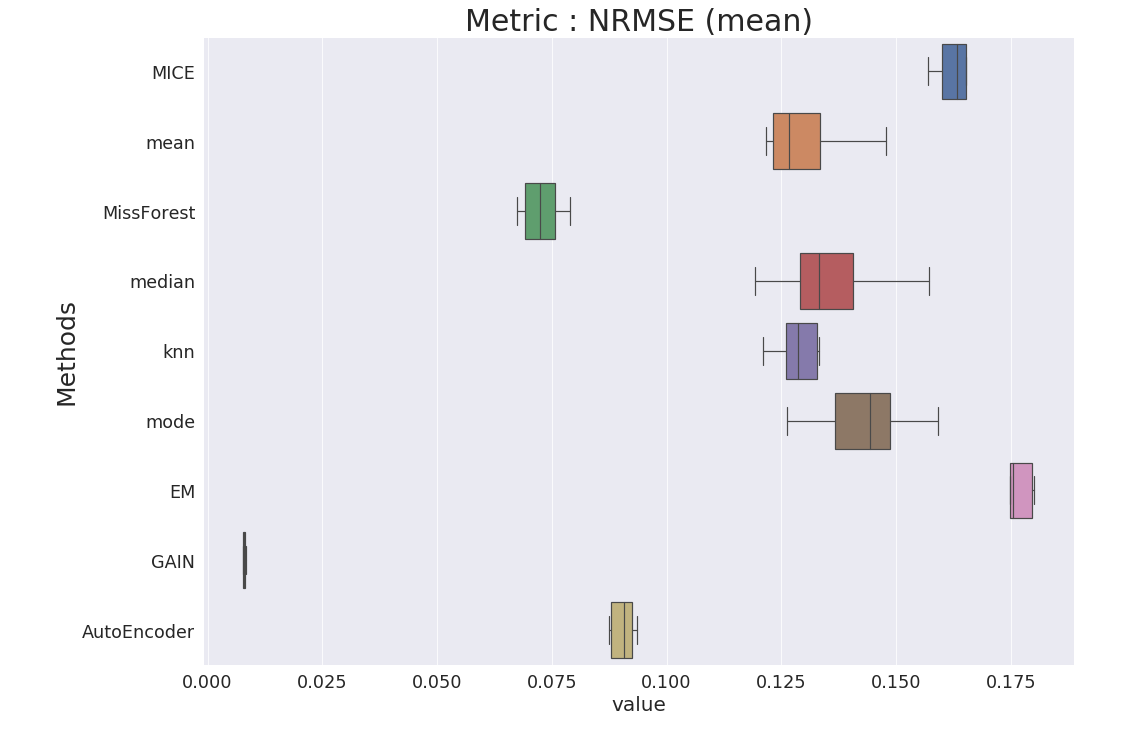 Metric : NRMSE (mean)
Methods
MICE
mean
MissForest
median
knn
mode
EM
GAIN
AutoEncoder
0.000 0.025 0.050 0.075 0.100 0.125 0.150 0.175
value